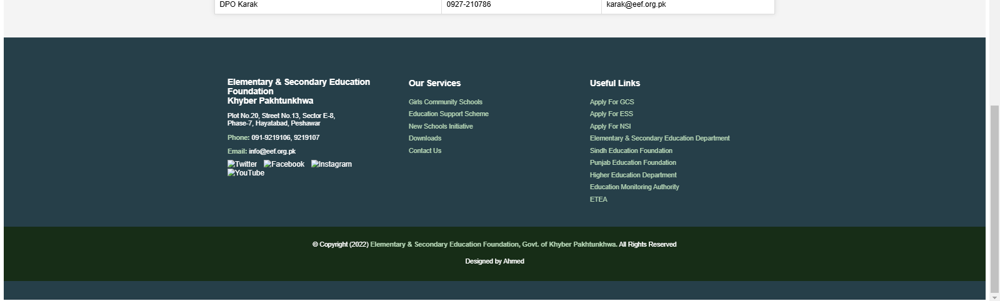 DPO Karak 0927-210786 karak@eef.org.pk
Elementary & Secondary Education
Foundation
Khyber Pakhtunkhwa
Plot No.20, Street No.13, Sector E-8,
Phase-7, Hayatabad, Peshawar
Phone: 091-9219106, 9219107
Email: info@eef.org.pk
Twitter Facebook Instagram
YouTube
Our Services
Girls Community Schools
Education Support Scheme
New Schools Initiative
Downloads
Contact Us
Useful Links
Apply For GCS
Apply For ESS
Apply For NSI
Elementary & Secondary Education Department
Sindh Education Foundation
Punjab Education Foundation
Higher Education Department
Education Monitoring Authority
ETEA
© Copyright (2022) Elementary & Secondary Education Foundation, Govt. of Khyber Pakhtunkhwa. All Rights Reserved
Designed by Ahmed